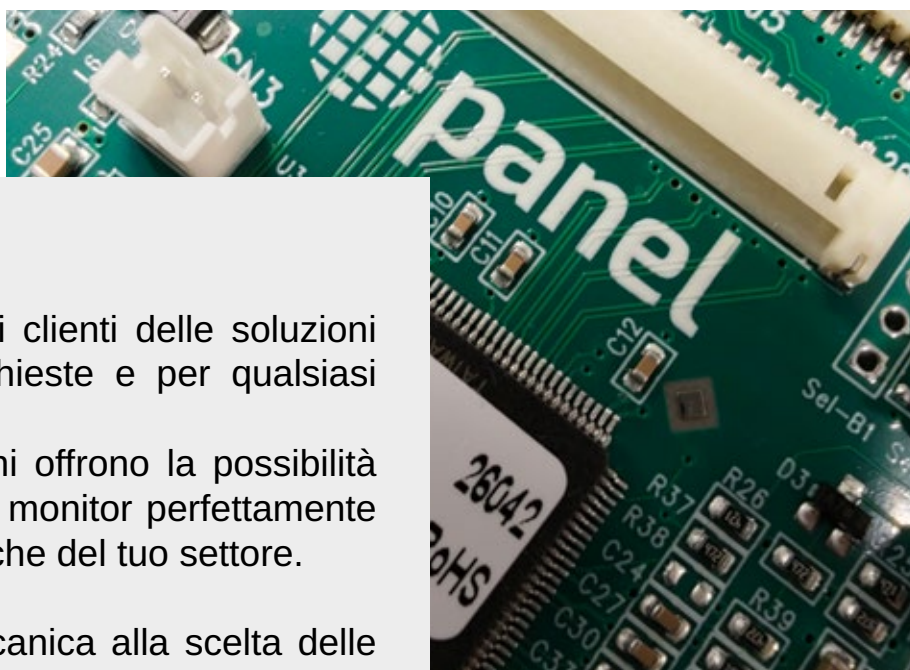 R24
L6
CN3
C25
U3
panel
C10
C11
C12
Sel-B1
26042
RoHS
D3
R37
R26
R38
C24
C27
R39
C30
i clienti delle soluzioni
hieste e per qualsiasi
ni offrono la possibilità
monitor perfettamente
che del tuo settore.
canica alla scelta delle